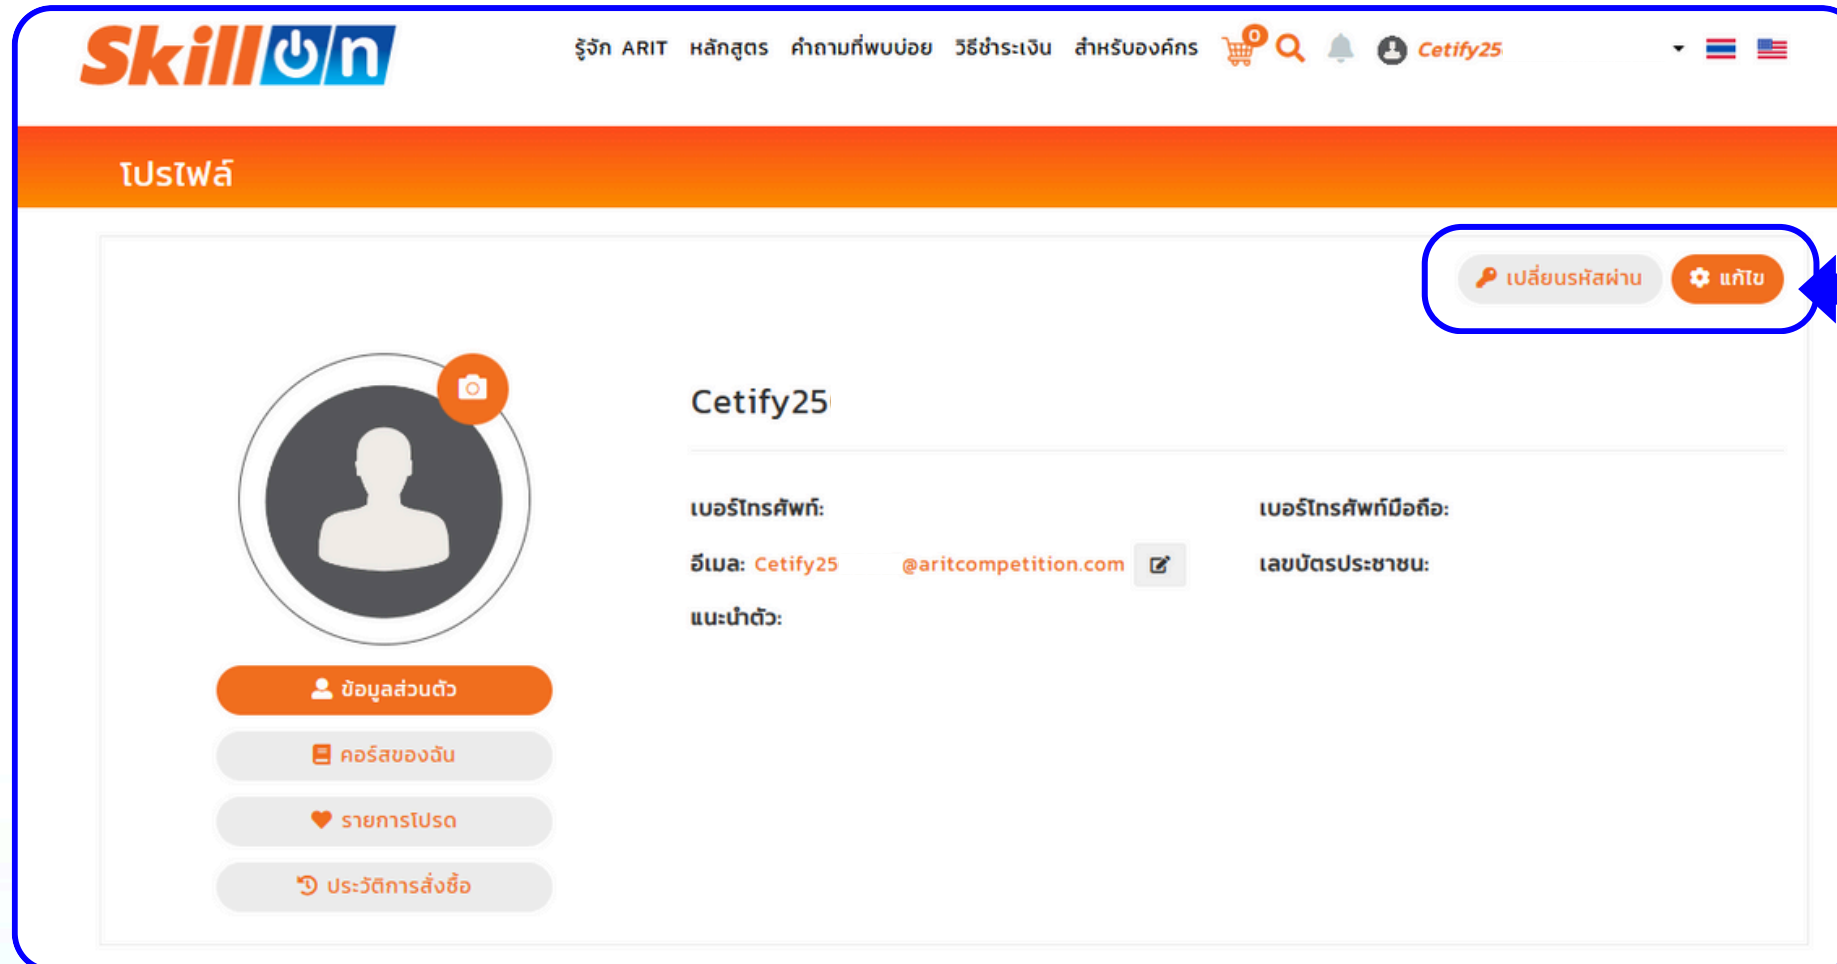 SkillOn
รู้จัก ARIT หลักสูตร คำถามที่พบบ่อย วิธีชำระเงิน สำหรับองค์กร 0 Cetify25
โปรไฟล์
เปลี่ยนรหัสผ่าน แก้ไข
Cetify25
เบอร์โทรศัพท์: เบอร์โทรศัพท์มือถือ:
อีเมล: Cetify25 @aritcompetition.com เลขบัตรประชาชน:
แนะนำตัว:
ข้อมูลส่วนตัว
คอร์สของฉัน
รายการโปรด
ประวัติการสั่งซื้อ